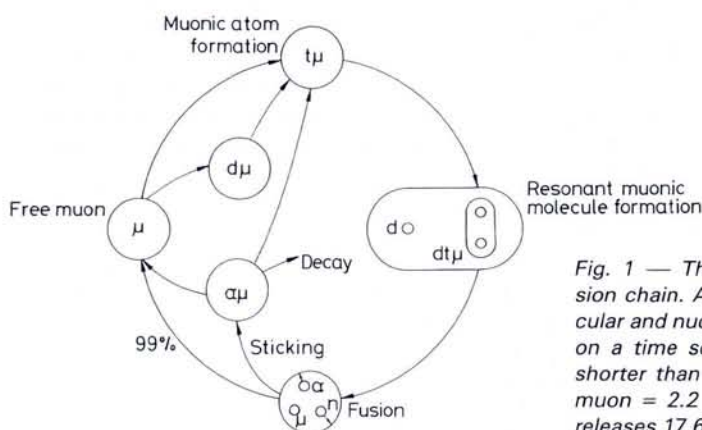 Muonic atom
formation
tμ
dμ
Free muon
μ
Resonant muonic
molecule formation
d
dtμ
αμ
Decay
99%
Sticking
α
n
μ
Fusion
Fig. 1 — Th
sion chain. A
cular and nuc
on a time s
shorter than
muon = 2.2
releases 17.6